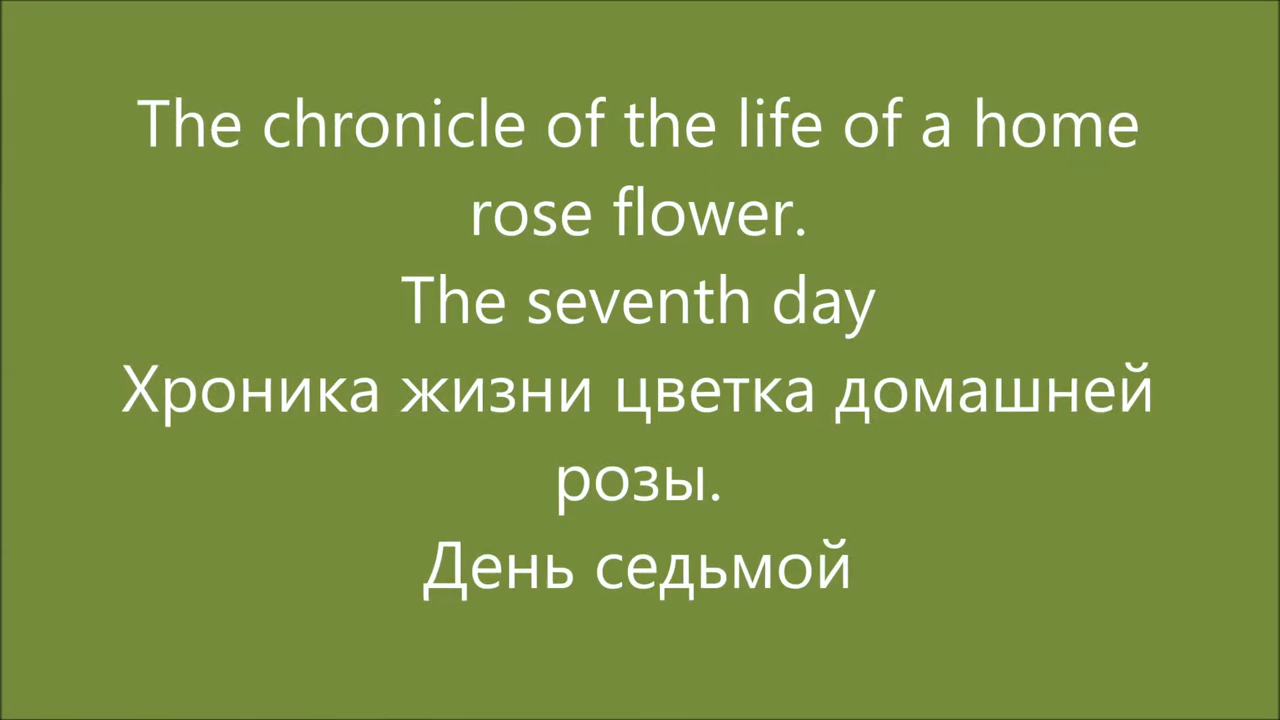 The chronicle of the life of a home
rose flower.
The seventh day
Хроника жизни цветка домашней
розы.
День седьмой